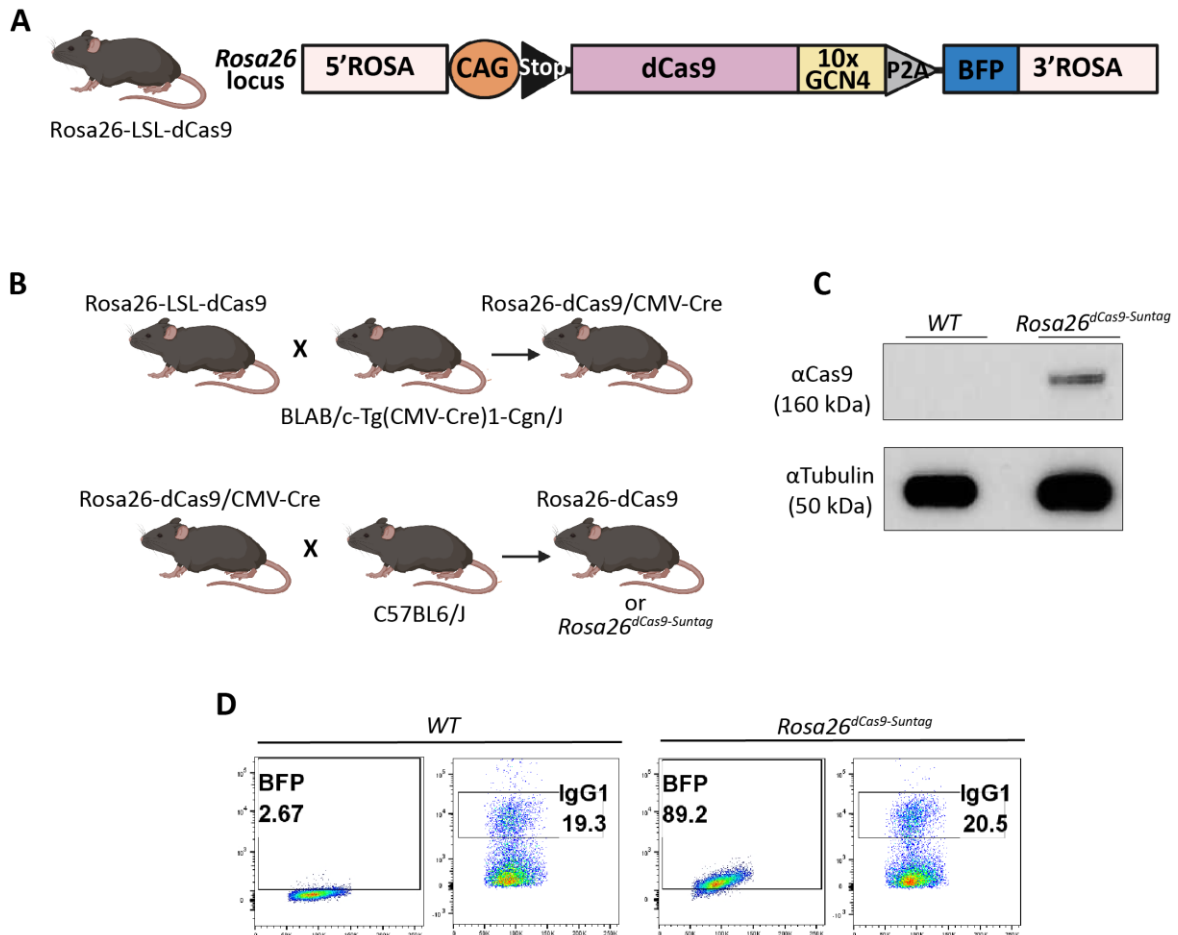 A
Rosa26
locus
5'ROSA
CAG
Stop
dCas9
10x
GCN4
P2A
BFP
3'ROSA
Rosa26-LSL-dCas9
B
Rosa26-LSL-dCas9
X
Rosa26-dCas9/CMV-Cre
BLAB/c-Tg(CMV-Cre)1-Cgn/J
Rosa26-dCas9/CMV-Cre
X
Rosa26-dCas9
C57BL6/J
or
Rosa26dCas9-Suntag
C
WT
Rosa26dCas9-Suntag
αCas9
(160 kDa)
αTubulin
(50 kDa)
D
WT
Rosa26dCas9-Suntag
BFP
2.67
IgG1
19.3
BFP
89.2
IgG1
20.5